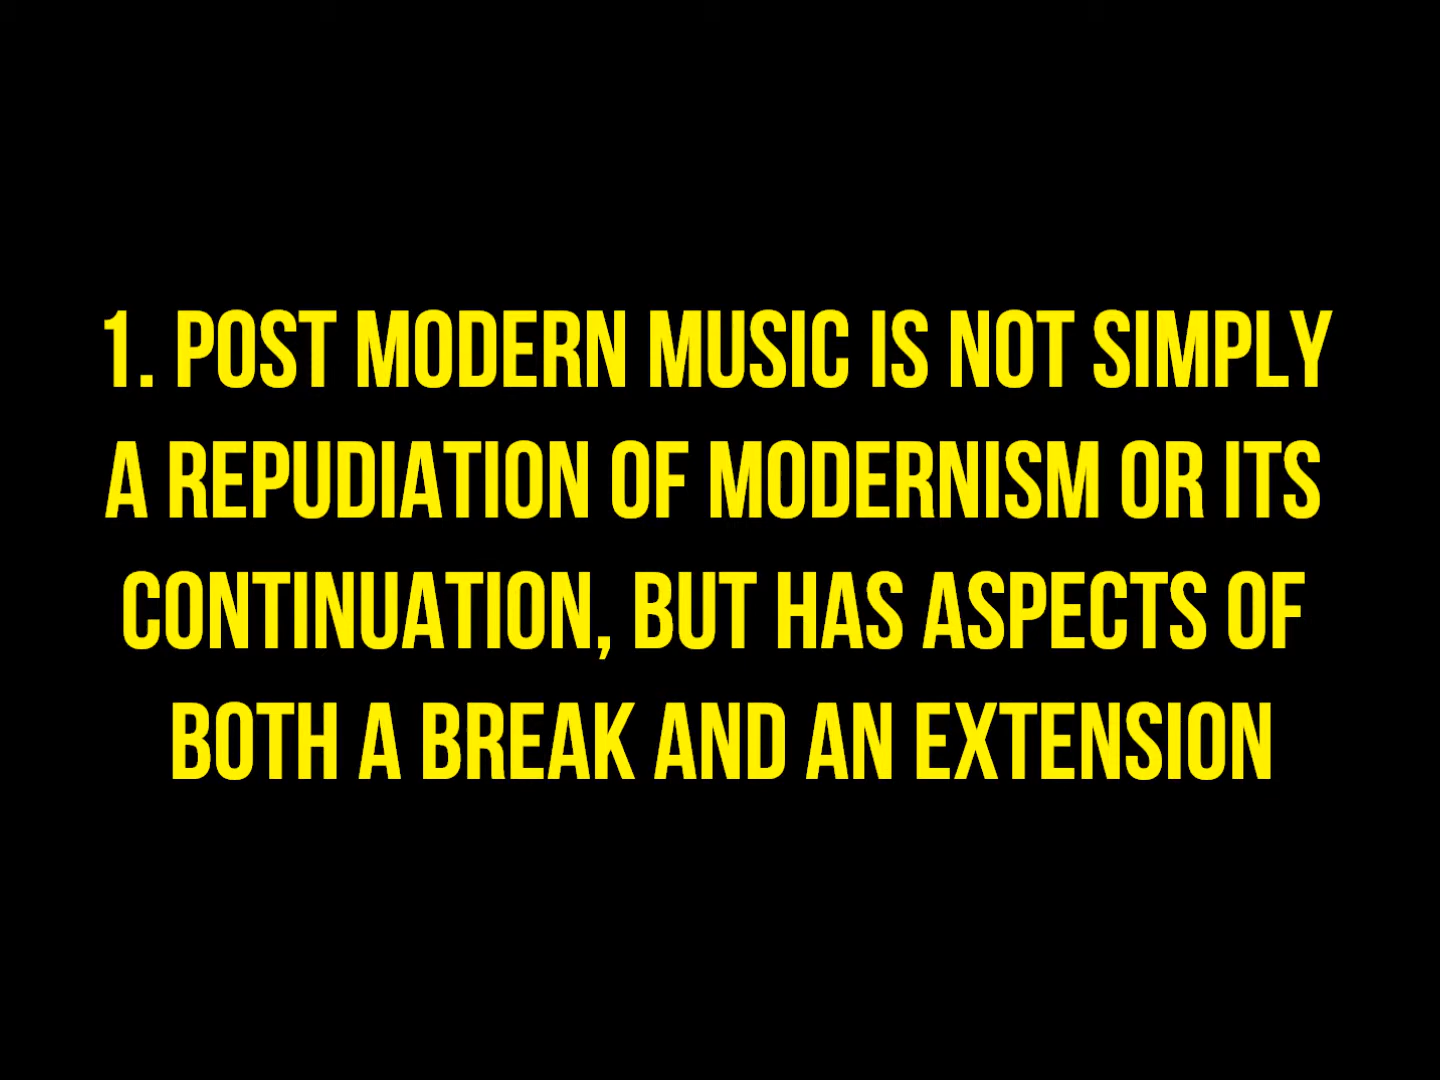 1. POST MODERN MUSIC IS NOT SIMPLY
A REPUDIATION OF MODERNISM OR ITS
CONTINUATION, BUT HAS ASPECTS OF
BOTH A BREAK AND AN EXTENSION